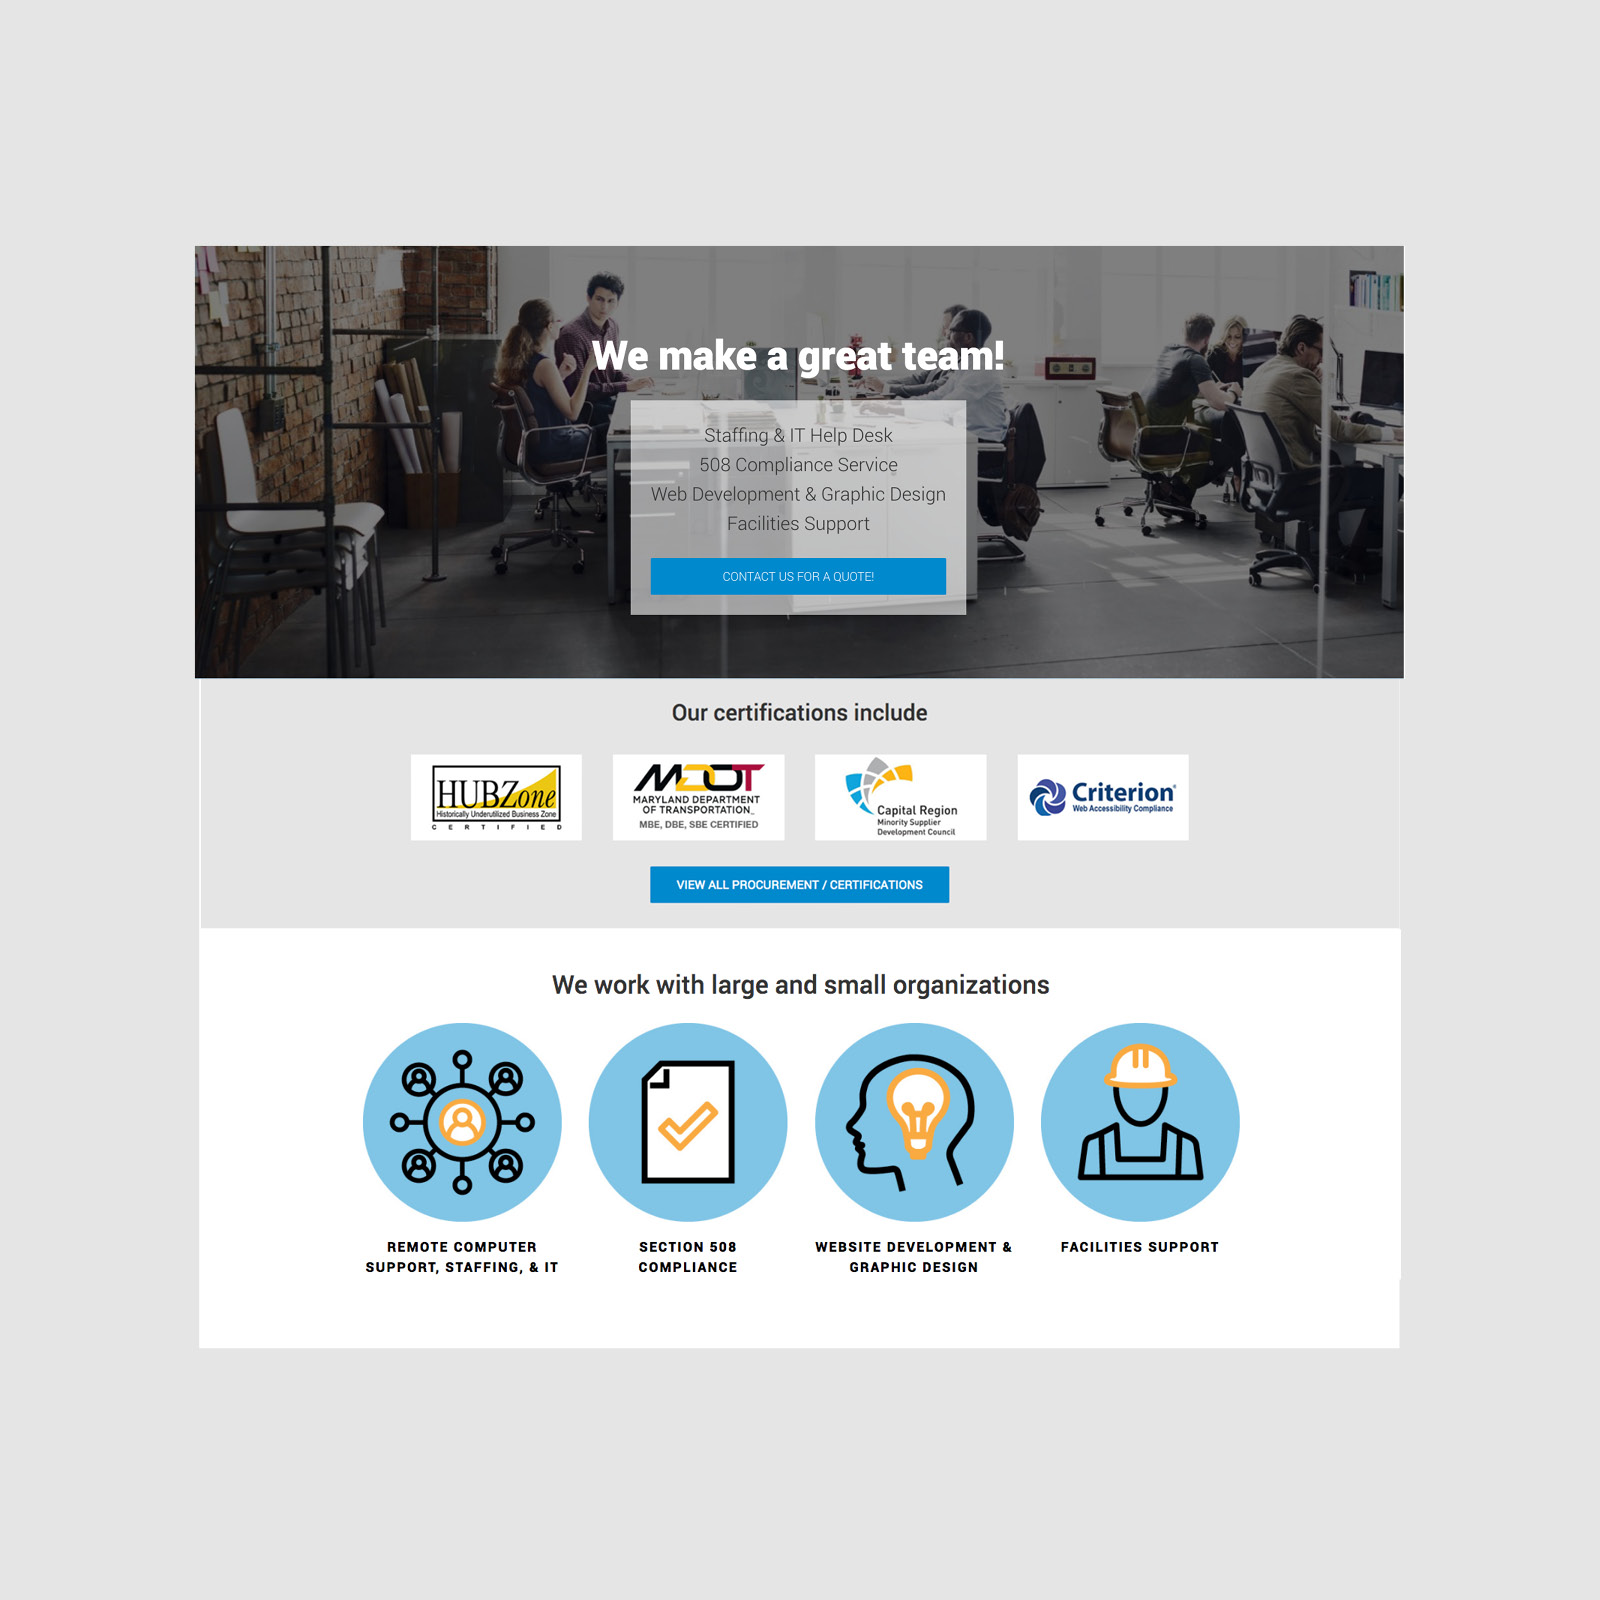 We make a great team!
Staffing & IT Help Desk
508 Compliance Service
Web Development & Graphic Design
Facilities Support
CONTACT US FOR A QUOTE!
Our certifications include
HUBZone
Historically Underutilized Business Zone
CERTIFIED
MDOT
MARYLAND DEPARTMENT
OF TRANSPORTATION
MBE, DBE, SBE CERTIFIED
Capital Region
Minority Supplier
Development Council
Criterion
Web Accessibility Compliance
VIEW ALL PROCUREMENT / CERTIFICATIONS
We work with large and small organizations
REMOTE COMPUTER
SUPPORT, STAFFING, & IT
SECTION 508
COMPLIANCE
WEBSITE DEVELOPMENT &
GRAPHIC DESIGN
FACILITIES SUPPORT